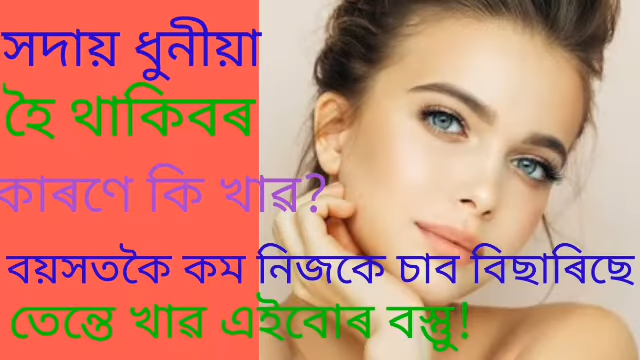 সদায় ধুনীয়া
হৈ থাকিবৰ
কাৰণে কি খাৱ?
বয়সতকৈ কম নিজকে চাব বিছাৰিছে
তেন্তে খাৱ এইবোৰ বস্তু!